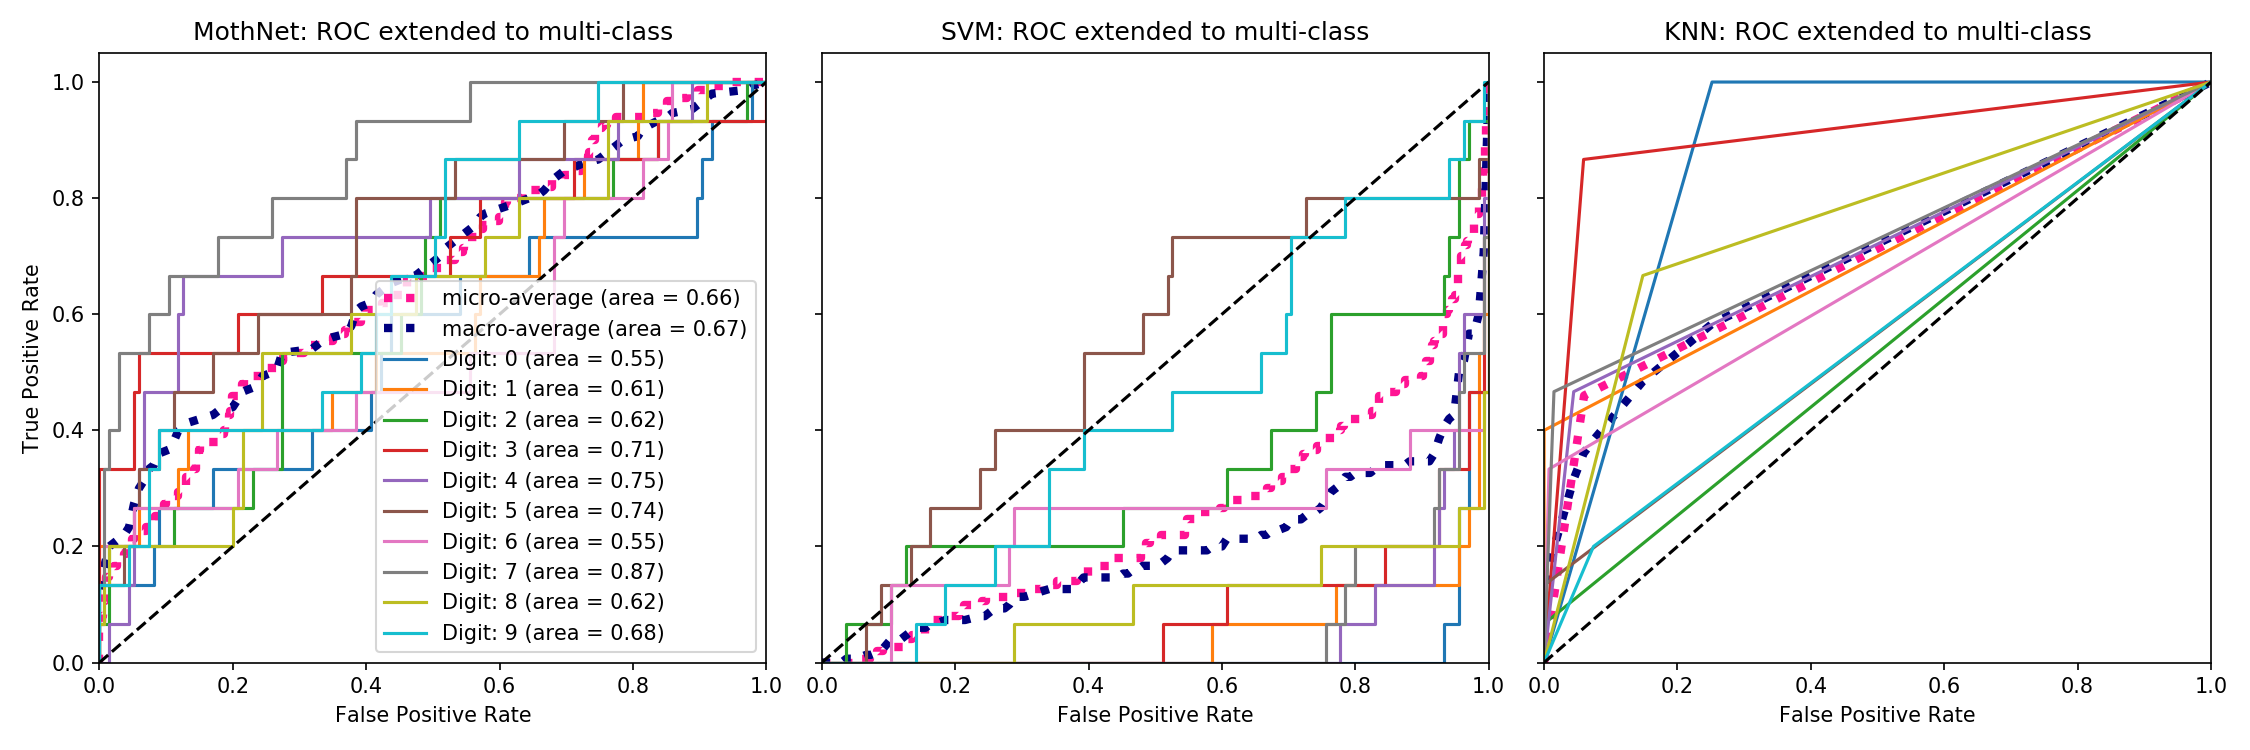 MothNet: ROC extended to multi-class
SVM: ROC extended to multi-class
KNN: ROC extended to multi-class
True Positive Rate
1.0
0.8
0.6
0.4
0.2
0.0
micro-average (area = 0.66)
macro-average (area = 0.67)
Digit: 0 (area = 0.55)
Digit: 1 (area = 0.61)
Digit: 2 (area = 0.62)
Digit: 3 (area = 0.71)
Digit: 4 (area = 0.75)
Digit: 5 (area = 0.74)
Digit: 6 (area = 0.55)
Digit: 7 (area = 0.87)
Digit: 8 (area = 0.62)
Digit: 9 (area = 0.68)
0.0 0.2 0.4 0.6 0.8 1.0
0.0 0.2 0.4 0.6 0.8 1.0
0.0 0.2 0.4 0.6 0.8 1.0
False Positive Rate
False Positive Rate
False Positive Rate